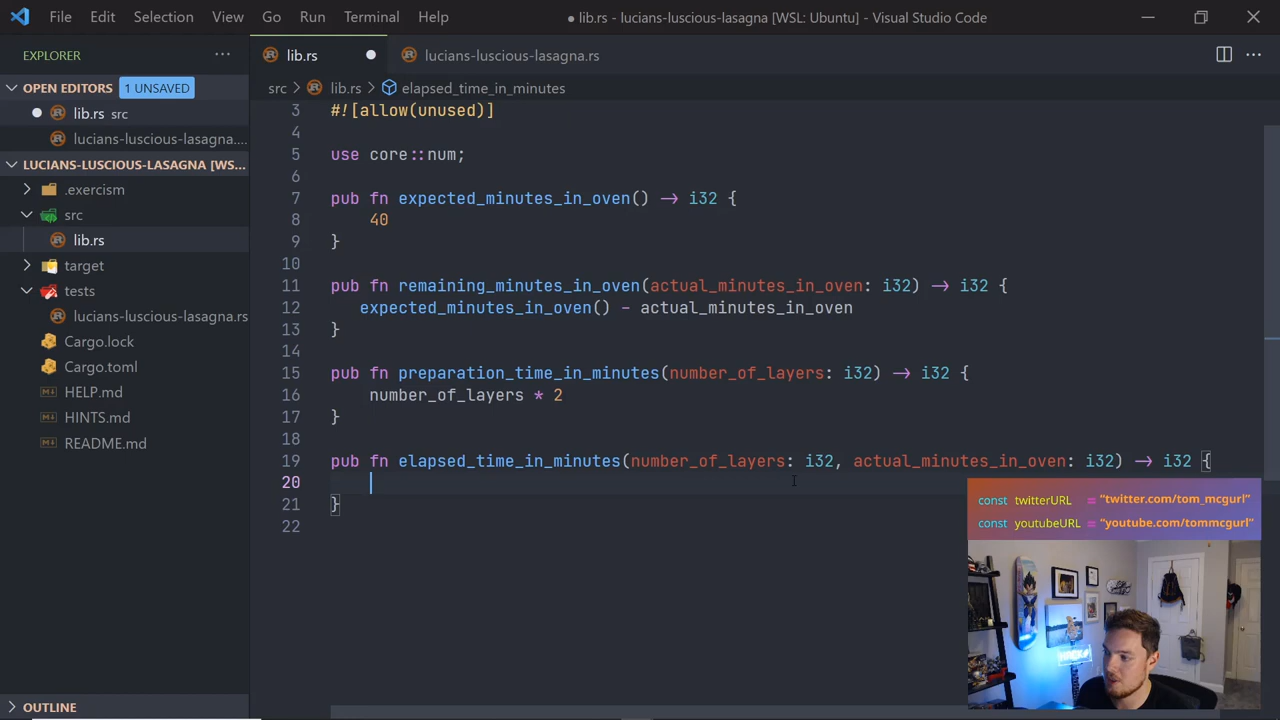 File Edit Selection View Go Run Terminal Help
● lib.rs - lucians-luscious-lasagna [WSL: Ubuntu] - Visual Studio Code
EXPLORER
OPEN EDITORS 1 UNSAVED
lib.rs src
lucians-luscious-lasagna....
LUCIANS-LUSCIOUS-LASAGNA [WS...
.exercism
src
lib.rs
target
tests
lucians-luscious-lasagna.rs
Cargo.lock
Cargo.toml
HELP.md
HINTS.md
README.md
OUTLINE
lib.rs
lucians-luscious-lasagna.rs
src > lib.rs > elapsed_time_in_minutes
3 #![allow(unused)]
4
5 use core::num;
6
7 pub fn expected_minutes_in_oven() -> i32 {
8 40
9 }
10
11 pub fn remaining_minutes_in_oven(actual_minutes_in_oven: i32) -> i32 {
12 expected_minutes_in_oven() - actual_minutes_in_oven
13 }
14
15 pub fn preparation_time_in_minutes(number_of_layers: i32) -> i32 {
16 number_of_layers * 2
17 }
18
19 pub fn elapsed_time_in_minutes(number_of_layers: i32, actual_minutes_in_oven: i32) -> i32 {
20
21 }
22
const twitterURL = "twitter.com/tom_mcgurl"
const youtubeURL = "youtube.com/tommcgurl"